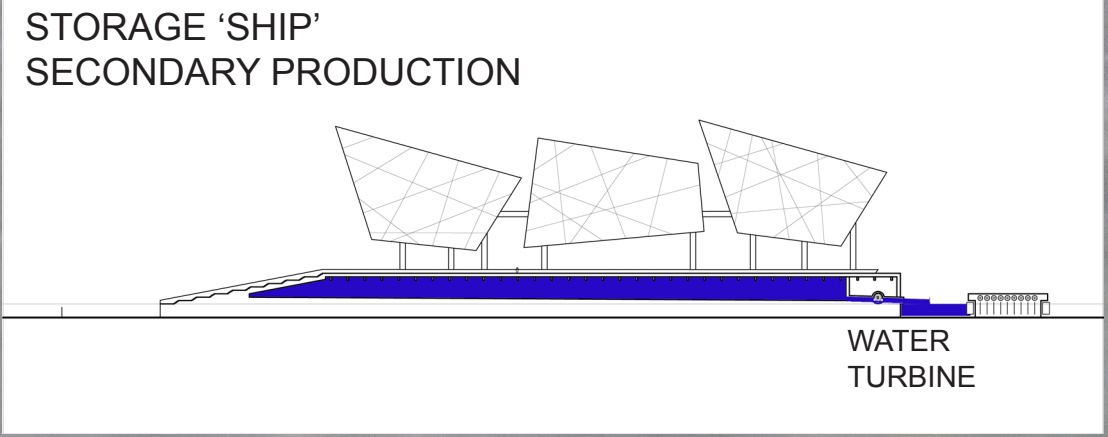 STORAGE ‘SHIP’
SECONDARY PRODUCTION
WATER
TURBINE